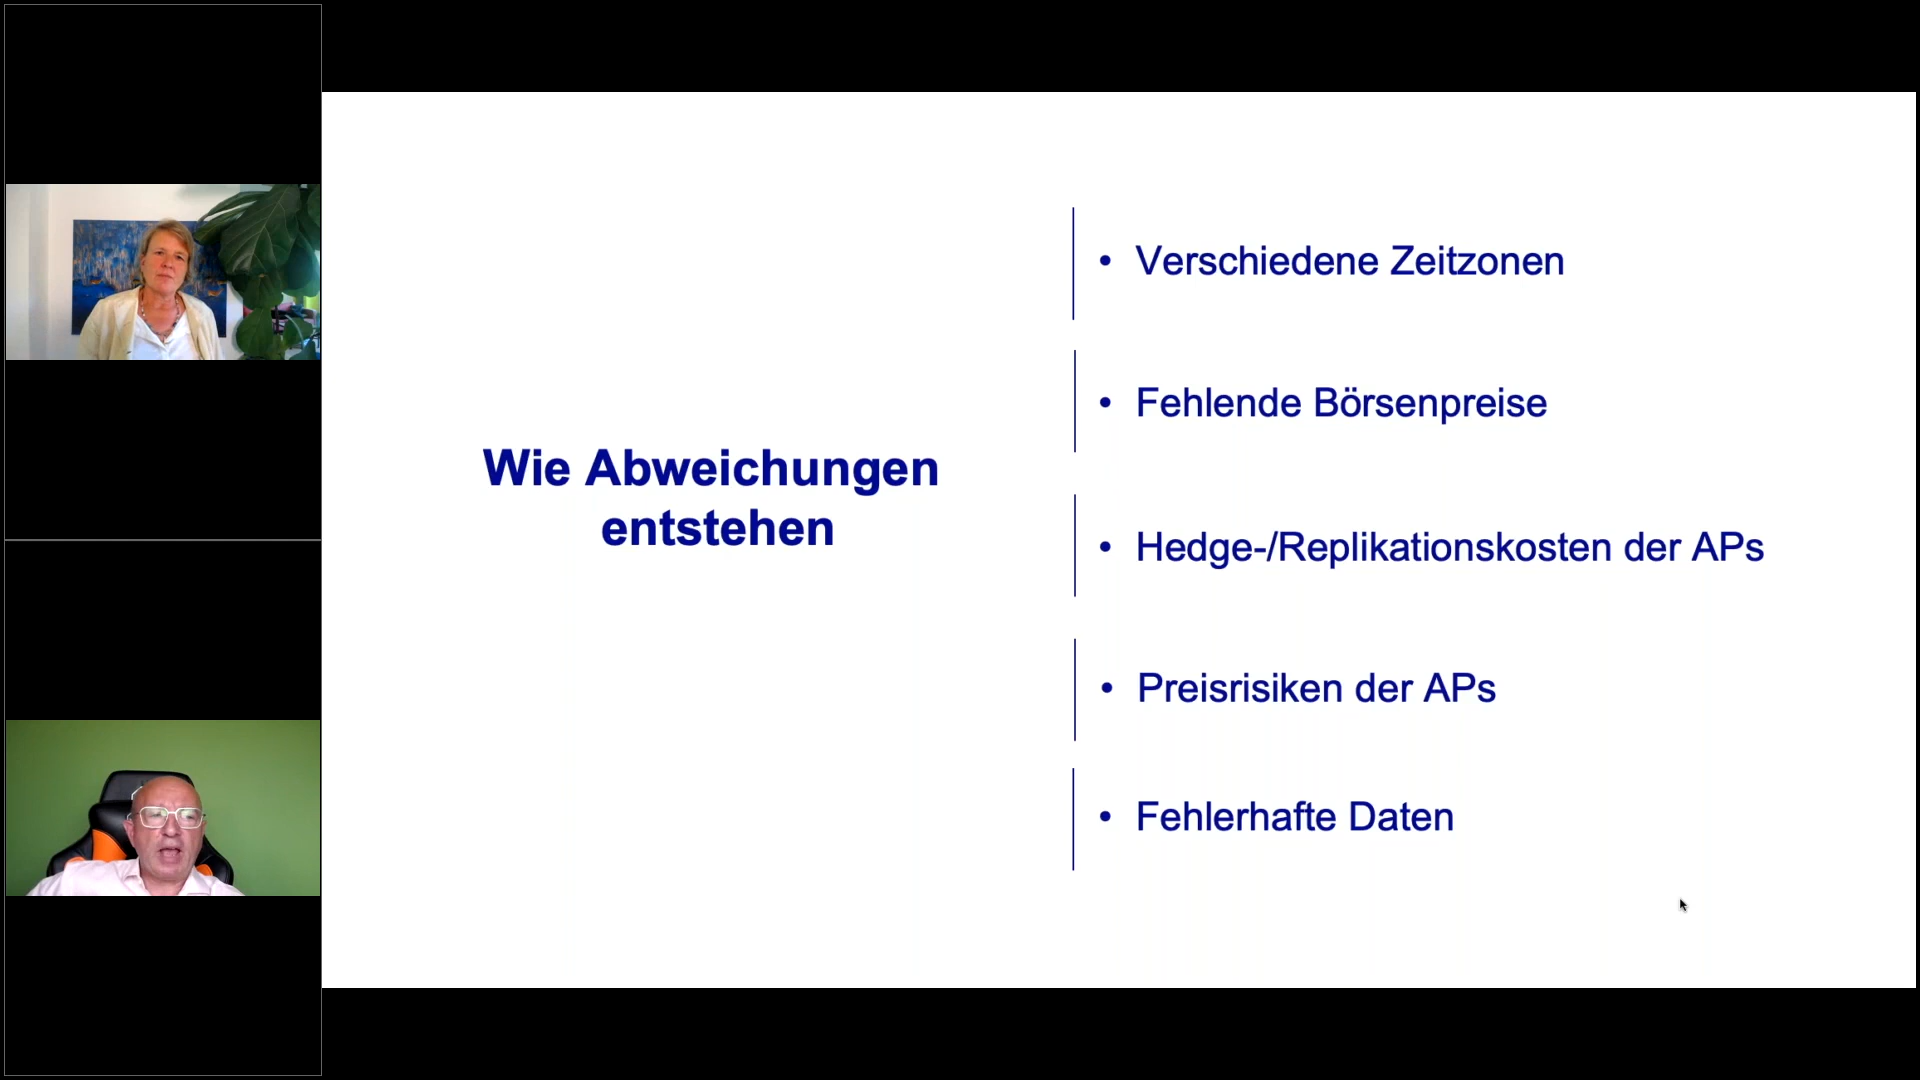 Wie Abweichungen
entstehen
• Verschiedene Zeitzonen
• Fehlende Börsenpreise
• Hedge-/Replikationskosten der APs
• Preisrisiken der APs
• Fehlerhafte Daten